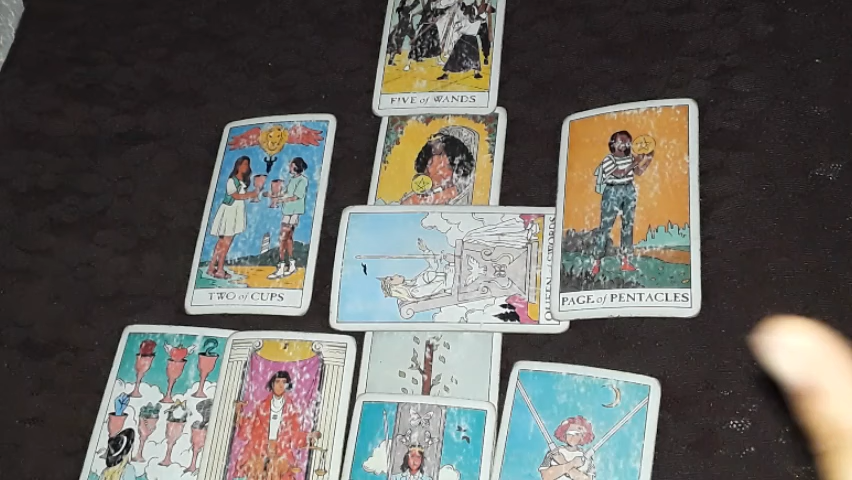 FIVE of WANDS
TWO of CUPS
QUEEN of SWORDS
PAGE of PENTACLES